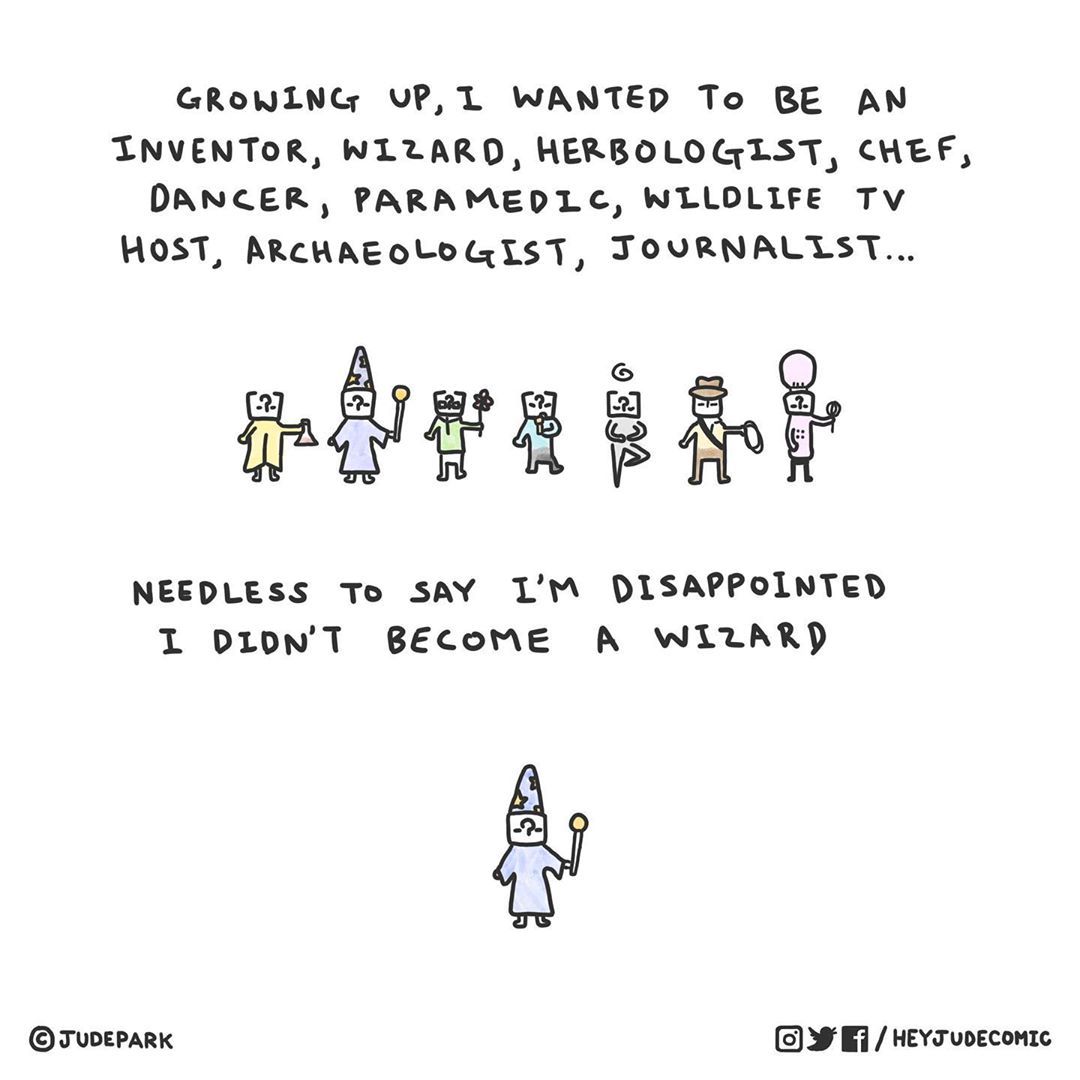 GROWING UP, I WANTED TO BE AN
INVENTOR, WIZARD, HERBOLOGIST, CHEF,
DANCER, PARAMEDIC, WILDLIFE TV
HOST, ARCHAEOLOGIST, JOURNALIST...
NEEDLESS TO SAY I'M DISAPPOINTED
I DIDN'T BECOME A WIZARD
© JUDEPARK
/ HEYJUDECOMIC